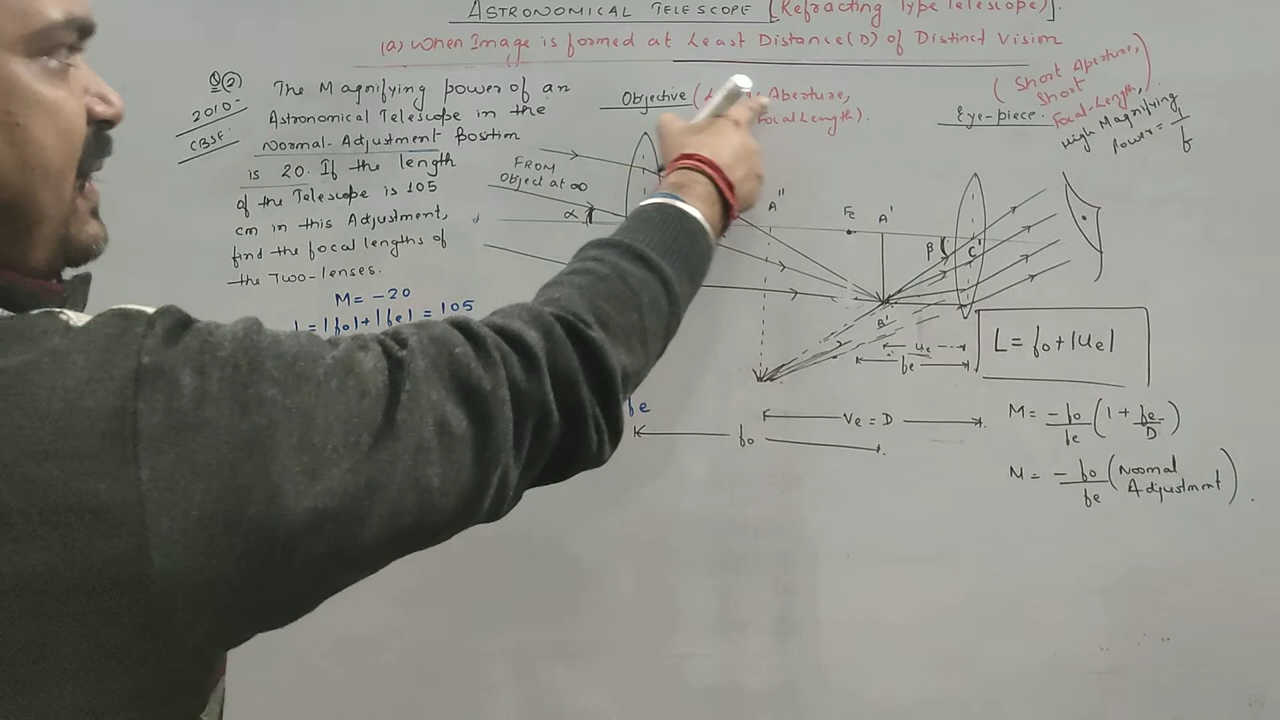 ASTRONOMICAL TELESCOPE [Refracting Type Telescope].
(a) When Image is formed at Least Distance(D) of Distinct Vision
Q(2)
2010-
CBSE.
The Magnifying power of an
Astronomical Telescope in the
Normal-Adjustment Position
is 20. If the length
of the Telescope is 105
cm in this Adjustment,
find the focal lengths of
the Two-lenses.
M = -20
L = |fo| + |fe| = 105
fe
Objective (
Aperture,
Focal Length).
Eye-piece.
(Short Aperture,
Short
Focal-Length,
High Magnifying
Power = 1/f
FROM
Object at ∞
α
A"
Fe
A'
β
C'
B'
ue
fe
L = fo + |ue|
Ve = D
fo
M = -fo/fe (1 + fe/D)
M = -fo/fe (Normal Adjustment).